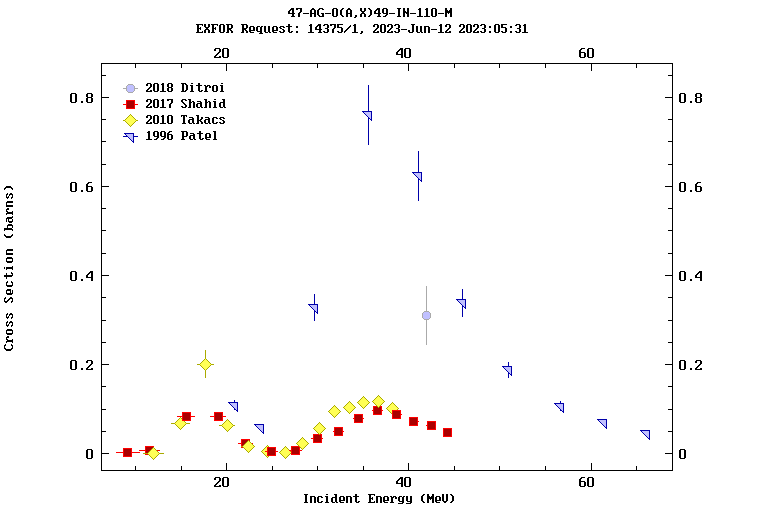 47-AG-0(A,X)49-IN-110-M
EXFOR Request: 14375/1, 2023-Jun-12 2023:05:31
20 40 60
2018 Ditroi
2017 Shahid
2010 Takacs
1996 Patel
0.8 0.8
0.6 0.6
0.4 0.4
0.2 0.2
0 0
Cross Section (barns)
20 40 60
Incident Energy (MeV)